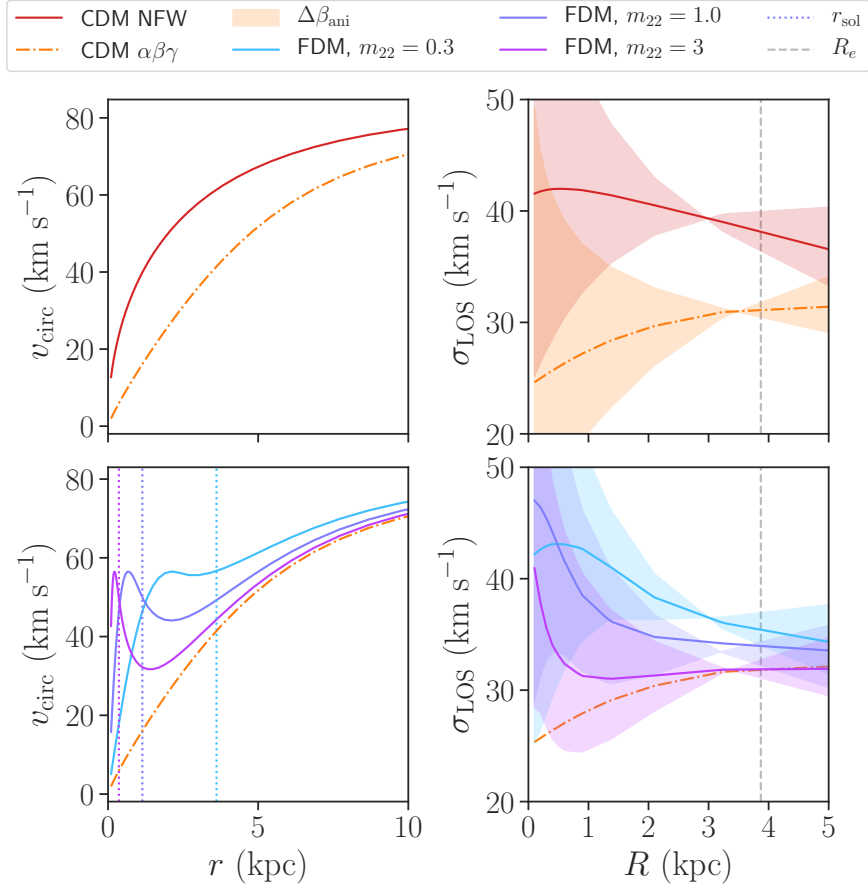 CDM NFW
Δβ_ani
FDM, m_22 = 1.0
r_sol
CDM αβγ
FDM, m_22 = 0.3
FDM, m_22 = 3
R_e
80
60
40
20
0
v_circ (km s⁻¹)
50
40
30
20
σ_LOS (km s⁻¹)
80
60
40
20
0
v_circ (km s⁻¹)
0
5
10
r (kpc)
50
40
30
20
σ_LOS (km s⁻¹)
0
1
2
3
4
5
R (kpc)